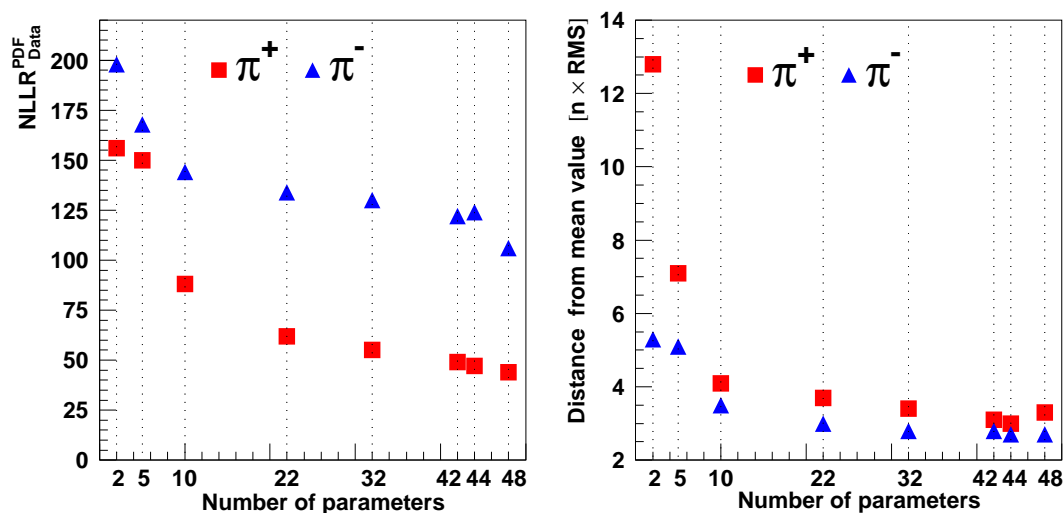 NLLR^PDF_Data
π+ π-
200
175
150
125
100
75
50
25
0
2 5 10 22 32 42 44 48
Number of parameters
Distance from mean value [n × RMS]
π+ π-
14
12
10
8
6
4
2
2 5 10 22 32 42 44 48
Number of parameters